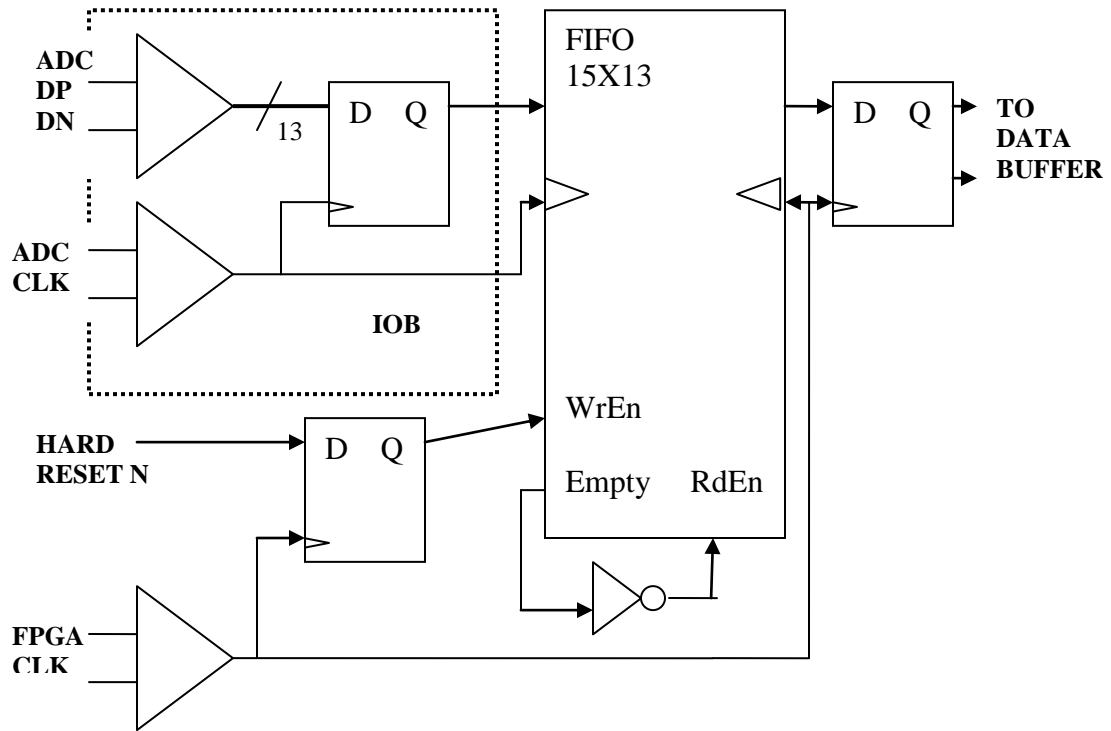 ADC
DP
DN
13
D Q
FIFO
15X13
D Q
TO
DATA
BUFFER
ADC
CLK
IOB
WrEn
HARD
RESET N
D Q
Empty RdEn
FPGA
CLK